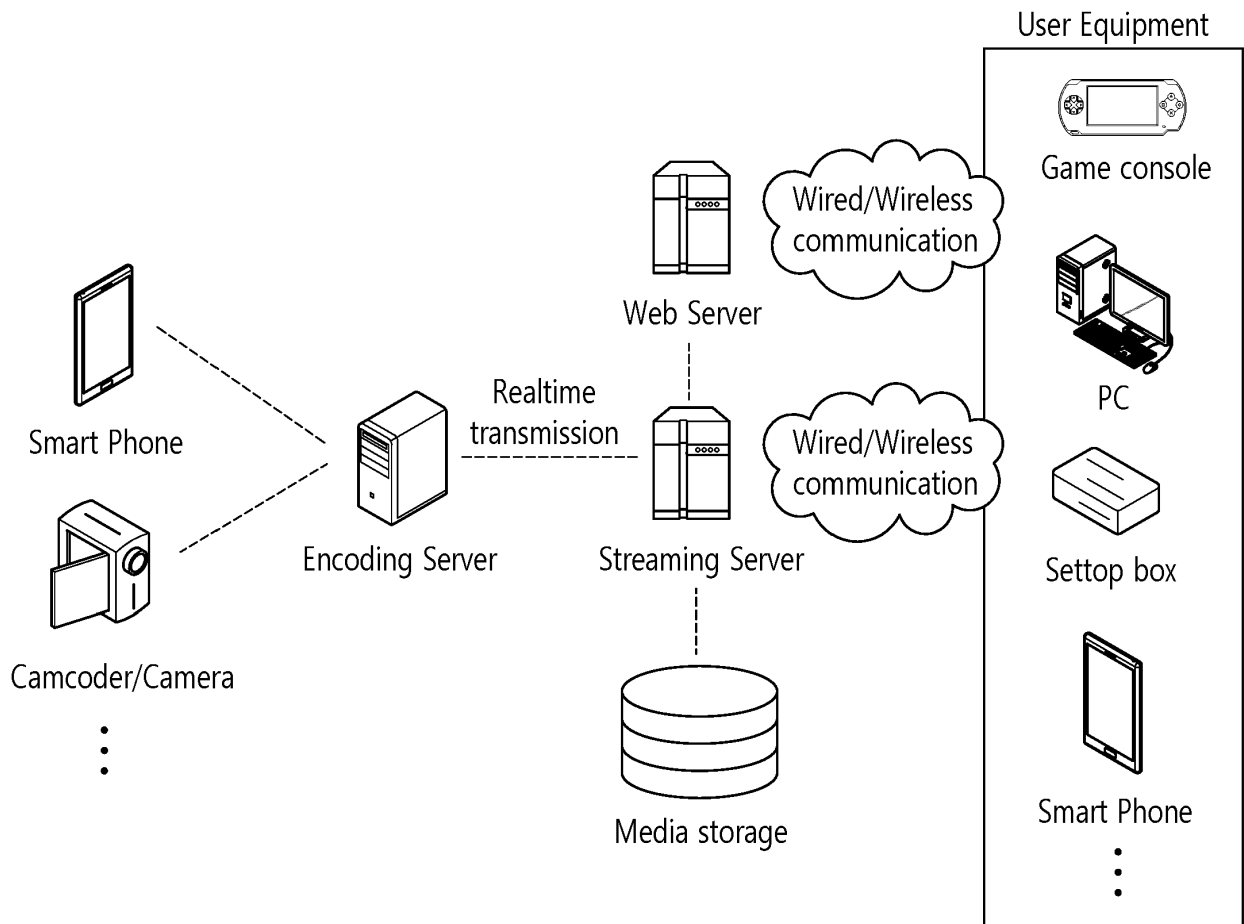 User Equipment
Game console
Wired/Wireless
communication
Web Server
PC
Smart Phone
Realtime
transmission
Wired/Wireless
communication
Encoding Server
Streaming Server
Settop box
Camcoder/Camera
Media storage
Smart Phone